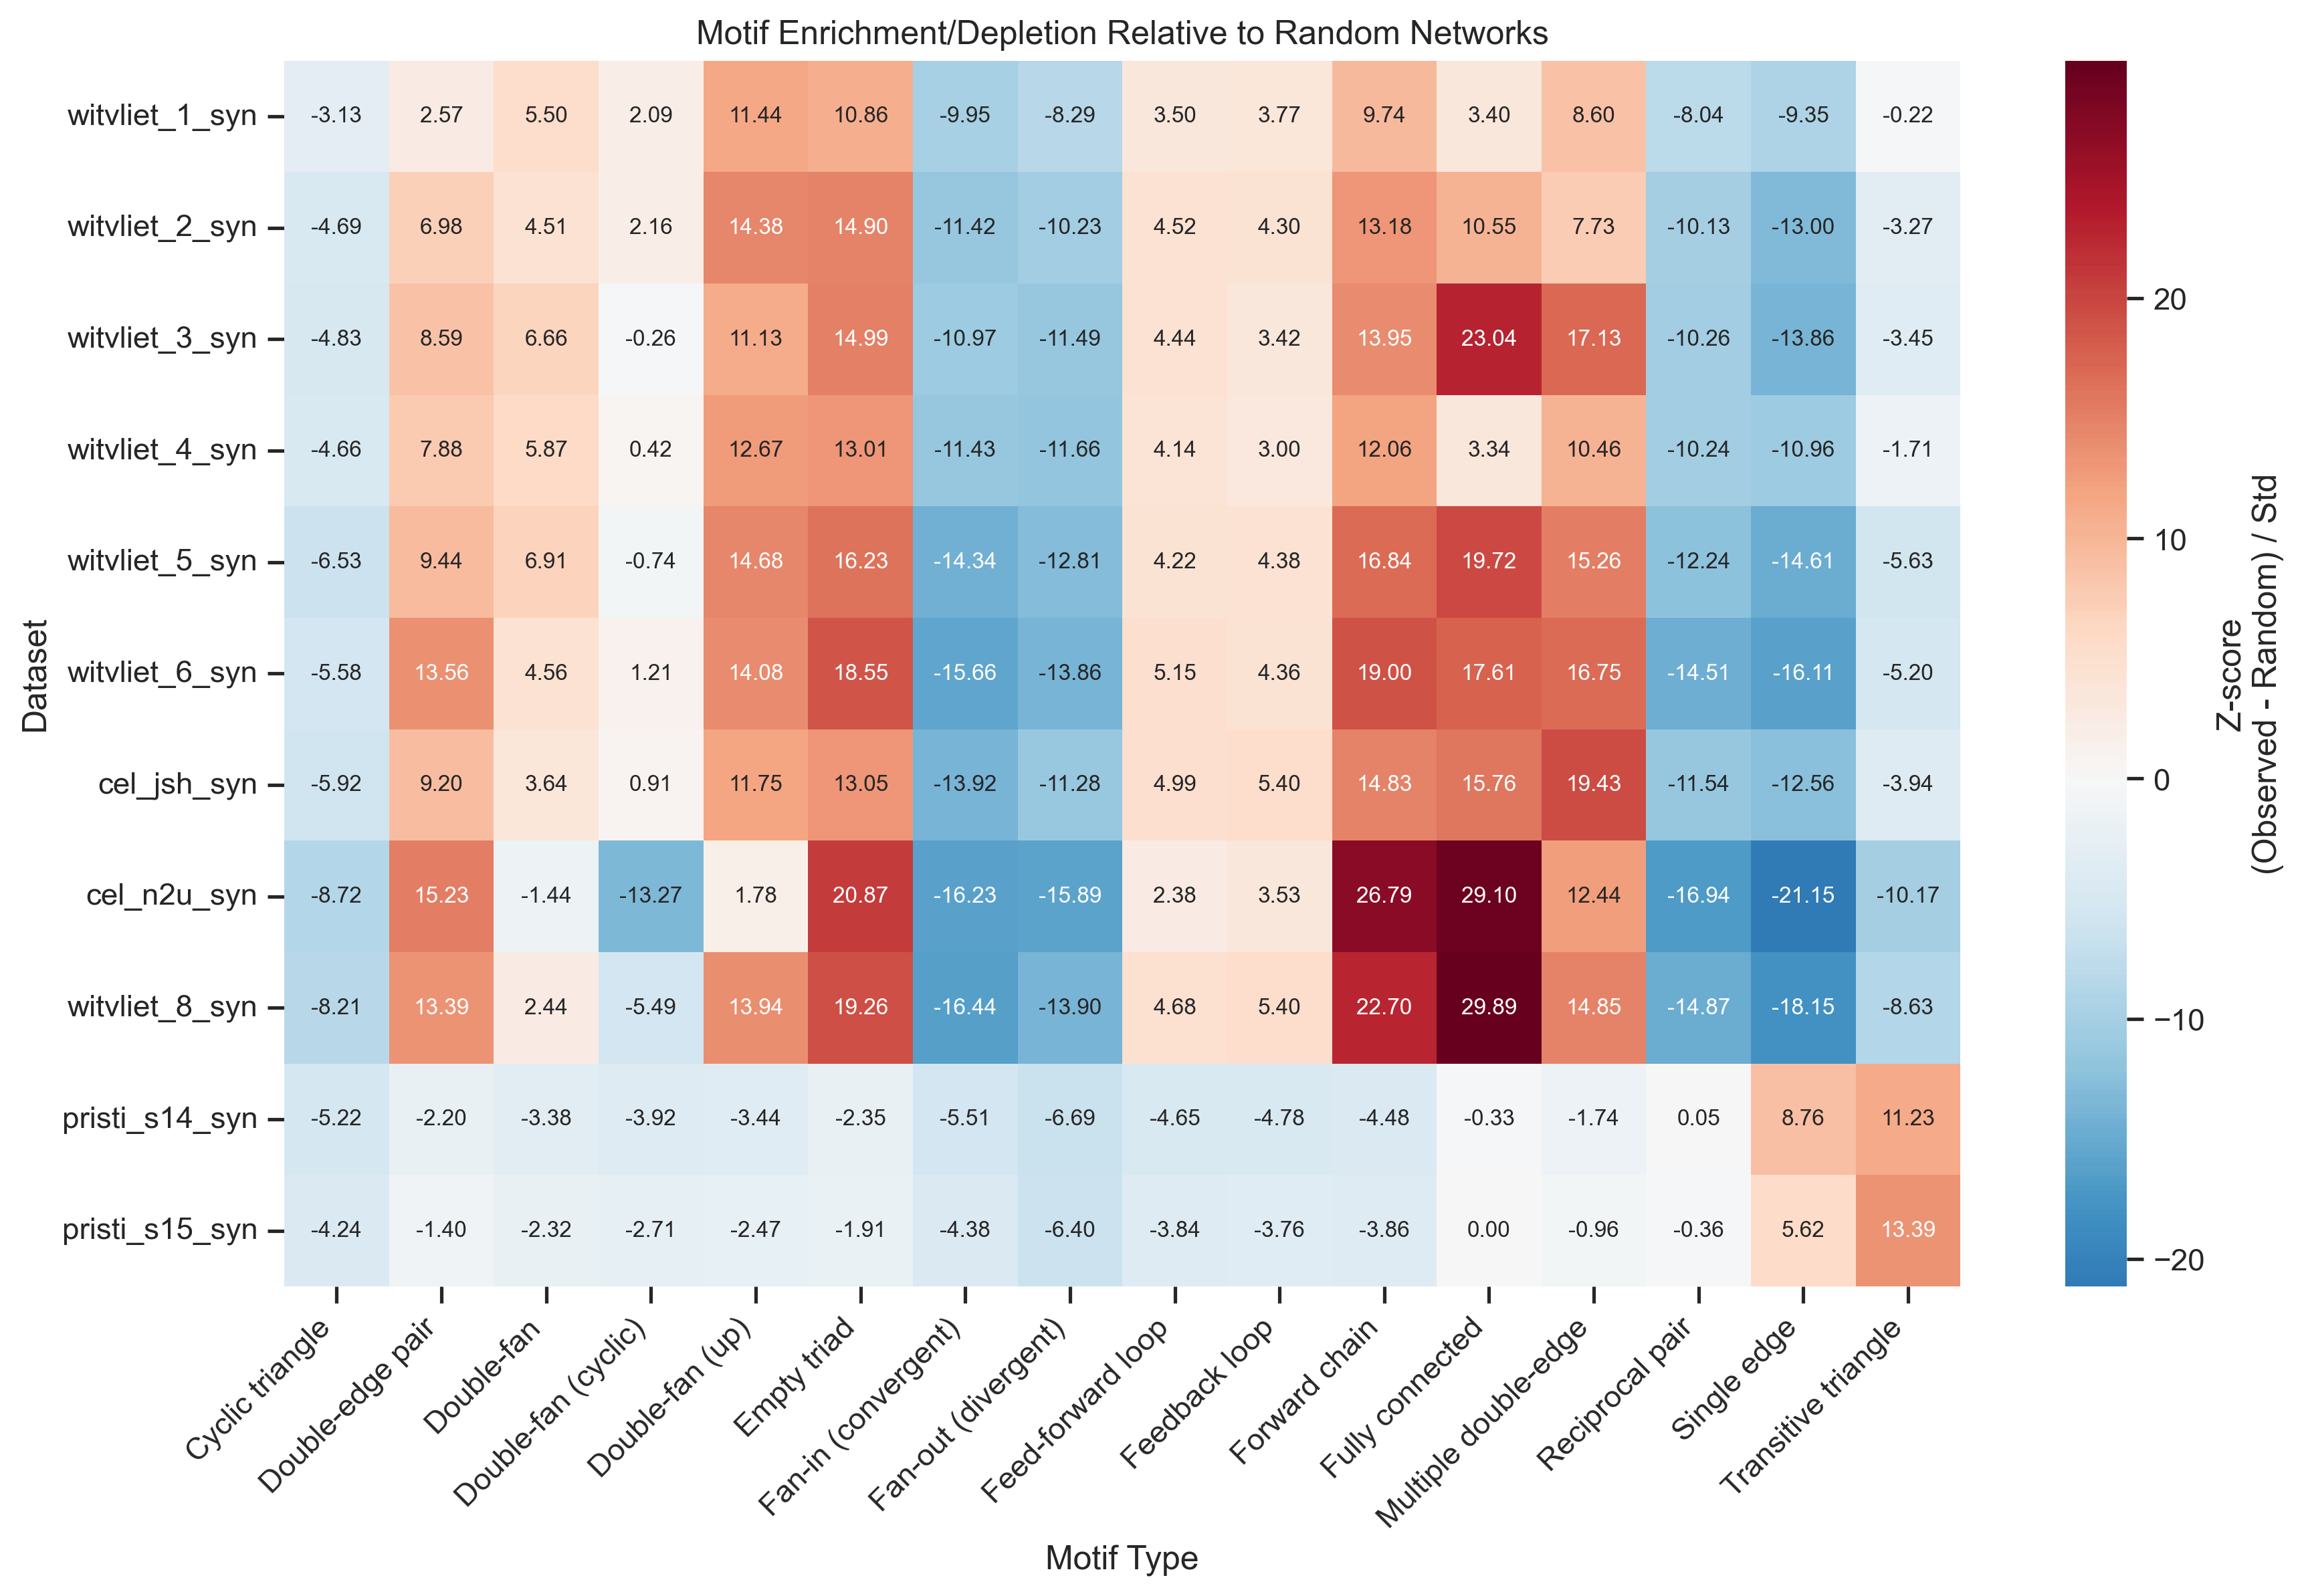 Motif Enrichment/Depletion Relative to Random Networks
Dataset
witvliet_1_syn -3.13 2.57 5.50 2.09 11.44 10.86 -9.95 -8.29 3.50 3.77 9.74 3.40 8.60 -8.04 -9.35 -0.22
witvliet_2_syn -4.69 6.98 4.51 2.16 14.38 14.90 -11.42 -10.23 4.52 4.30 13.18 10.55 7.73 -10.13 -13.00 -3.27
witvliet_3_syn -4.83 8.59 6.66 -0.26 11.13 14.99 -10.97 -11.49 4.44 3.42 13.95 23.04 17.13 -10.26 -13.86 -3.45
witvliet_4_syn -4.66 7.88 5.87 0.42 12.67 13.01 -11.43 -11.66 4.14 3.00 12.06 3.34 10.46 -10.24 -10.96 -1.71
witvliet_5_syn -6.53 9.44 6.91 -0.74 14.68 16.23 -14.34 -12.81 4.22 4.38 16.84 19.72 15.26 -12.24 -14.61 -5.63
witvliet_6_syn -5.58 13.56 4.56 1.21 14.08 18.55 -15.66 -13.86 5.15 4.36 19.00 17.61 16.75 -14.51 -16.11 -5.20
cel_jsh_syn -5.92 9.20 3.64 0.91 11.75 13.05 -13.92 -11.28 4.99 5.40 14.83 15.76 19.43 -11.54 -12.56 -3.94
cel_n2u_syn -8.72 15.23 -1.44 -13.27 1.78 20.87 -16.23 -15.89 2.38 3.53 26.79 29.10 12.44 -16.94 -21.15 -10.17
witvliet_8_syn -8.21 13.39 2.44 -5.49 13.94 19.26 -16.44 -13.90 4.68 5.40 22.70 29.89 14.85 -14.87 -18.15 -8.63
pristi_s14_syn -5.22 -2.20 -3.38 -3.92 -3.44 -2.35 -5.51 -6.69 -4.65 -4.78 -4.48 -0.33 -1.74 0.05 8.76 11.23
pristi_s15_syn -4.24 -1.40 -2.32 -2.71 -2.47 -1.91 -4.38 -6.40 -3.84 -3.76 -3.86 0.00 -0.96 -0.36 5.62 13.39
Cyclic triangle
Double-edge pair
Double-fan
Double-fan (cyclic)
Double-fan (up)
Empty triad
Fan-in (convergent)
Fan-out (divergent)
Feed-forward loop
Feedback loop
Forward chain
Fully connected
Multiple double-edge
Reciprocal pair
Single edge
Transitive triangle
Motif Type
20
10
0
−10
−20
Z-score
(Observed - Random) / Std